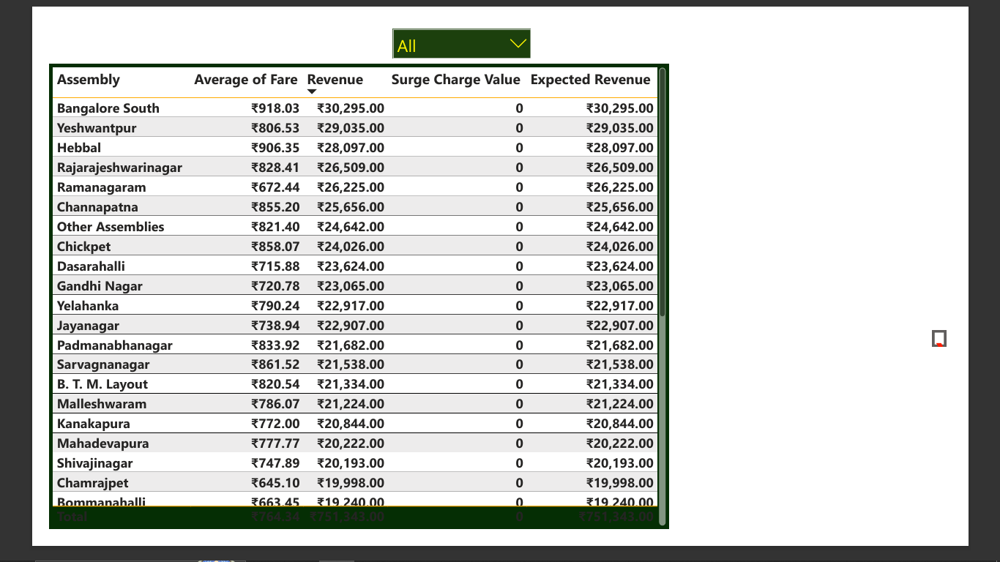 All
Assembly Average of Fare Revenue Surge Charge Value Expected Revenue
Bangalore South ₹918.03 ₹30,295.00 0 ₹30,295.00
Yeshwantpur ₹806.53 ₹29,035.00 0 ₹29,035.00
Hebbal ₹906.35 ₹28,097.00 0 ₹28,097.00
Rajarajeshwarinagar ₹828.41 ₹26,509.00 0 ₹26,509.00
Ramanagaram ₹672.44 ₹26,225.00 0 ₹26,225.00
Channapatna ₹855.20 ₹25,656.00 0 ₹25,656.00
Other Assemblies ₹821.40 ₹24,642.00 0 ₹24,642.00
Chickpet ₹858.07 ₹24,026.00 0 ₹24,026.00
Dasarahalli ₹715.88 ₹23,624.00 0 ₹23,624.00
Gandhi Nagar ₹720.78 ₹23,065.00 0 ₹23,065.00
Yelahanka ₹790.24 ₹22,917.00 0 ₹22,917.00
Jayanagar ₹738.94 ₹22,907.00 0 ₹22,907.00
Padmanabhanagar ₹833.92 ₹21,682.00 0 ₹21,682.00
Sarvagnanagar ₹861.52 ₹21,538.00 0 ₹21,538.00
B. T. M. Layout ₹820.54 ₹21,334.00 0 ₹21,334.00
Malleshwaram ₹786.07 ₹21,224.00 0 ₹21,224.00
Kanakapura ₹772.00 ₹20,844.00 0 ₹20,844.00
Mahadevapura ₹777.77 ₹20,222.00 0 ₹20,222.00
Shivajinagar ₹747.89 ₹20,193.00 0 ₹20,193.00
Chamrajpet ₹645.10 ₹19,998.00 0 ₹19,998.00
Bommanahalli ₹663.45 ₹19,240.00 0 ₹19,240.00
Total ₹764.34 ₹751,343.00 0 ₹751,343.00